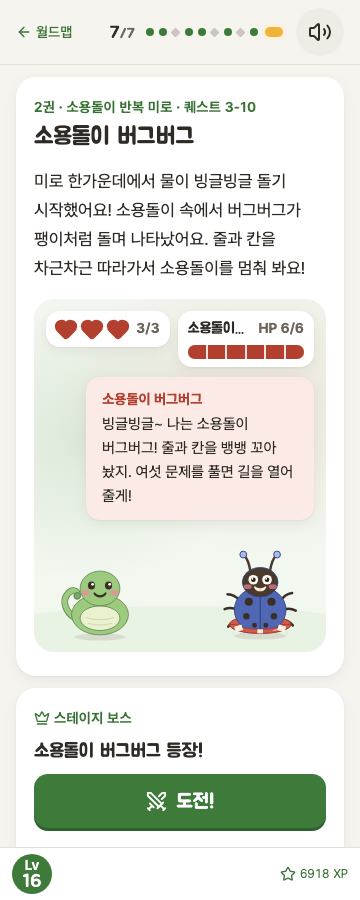 ← 월드맵
7/7
2권 · 소용돌이 반복 미로 · 퀘스트 3-10
소용돌이 버그버그
미로 한가운데에서 물이 빙글빙글 돌기
시작했어요! 소용돌이 속에서 버그버그가
팽이처럼 돌며 나타났어요. 줄과 칸을
차근차근 따라가서 소용돌이를 멈춰 봐요!
3/3
소용돌이... HP 6/6
소용돌이 버그버그
빙글빙글~ 나는 소용돌이
버그버그! 줄과 칸을 뱅뱅 꼬아
놨지. 여섯 문제를 풀면 길을 열어
줄게!
스테이지 보스
소용돌이 버그버그 등장!
도전!
Lv
16
6918 XP